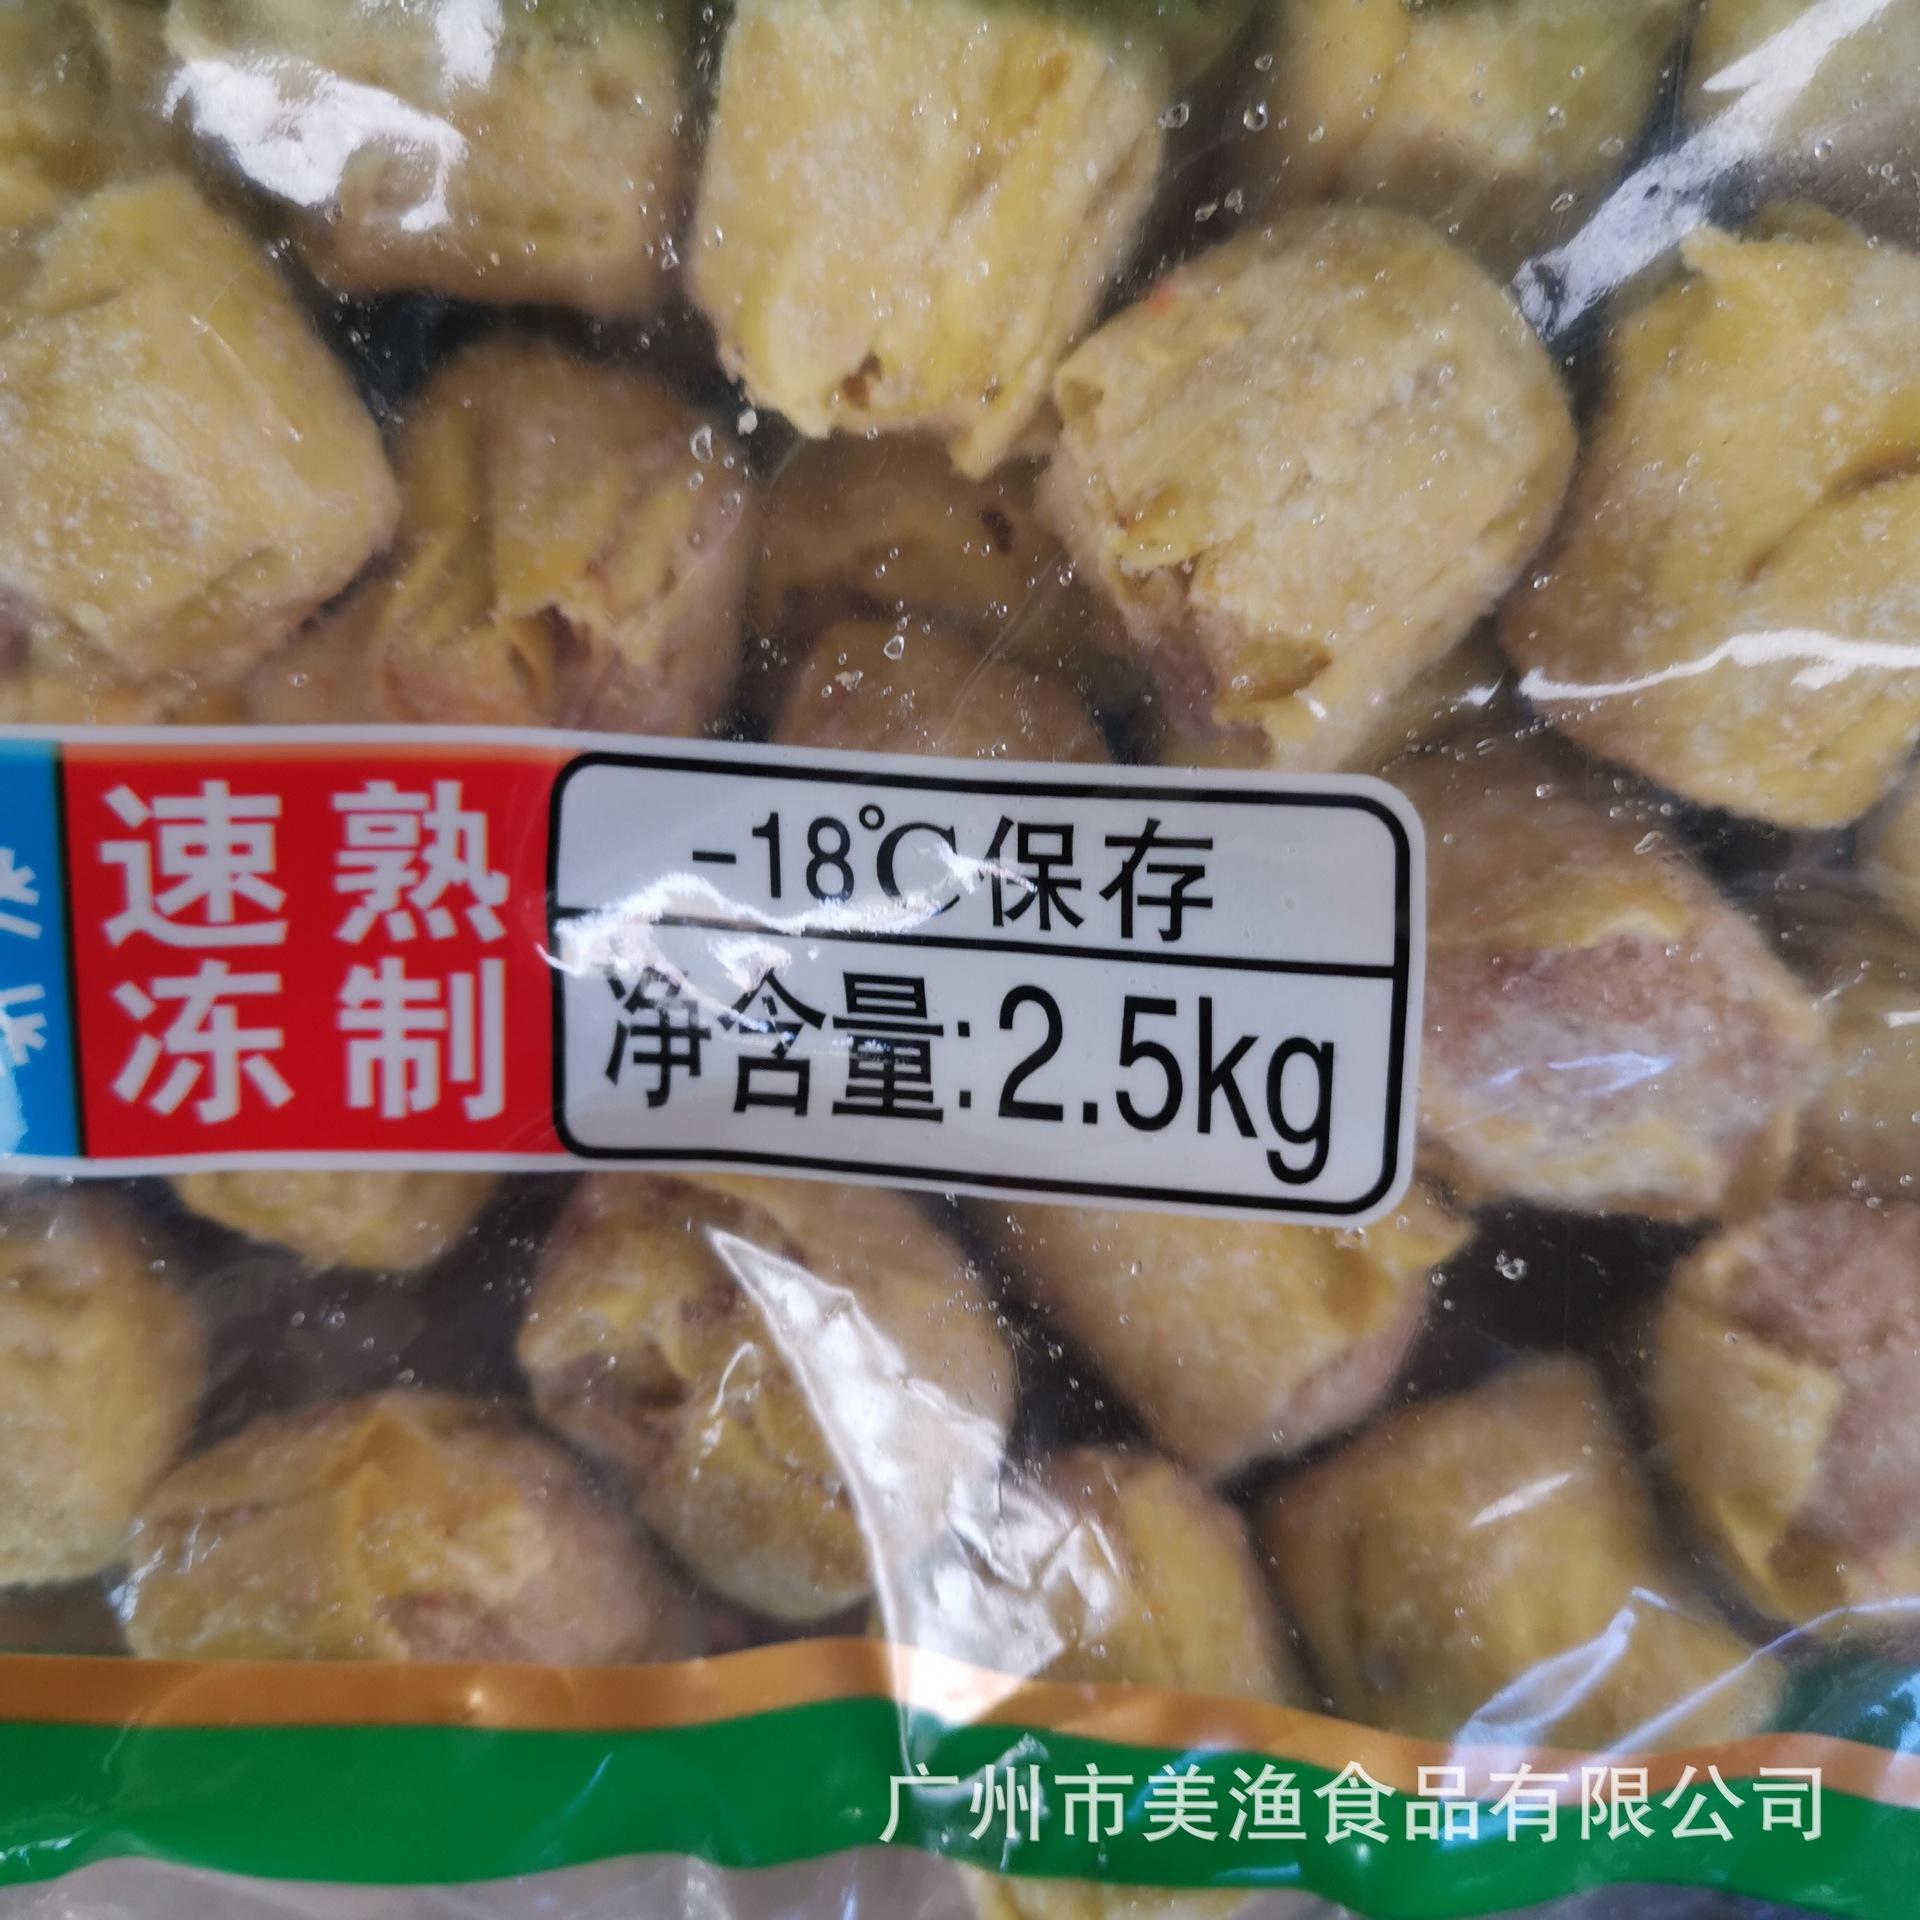 速熟
冻制
-18℃保存
净含量:2.5kg
广州市美渔食品有限公司